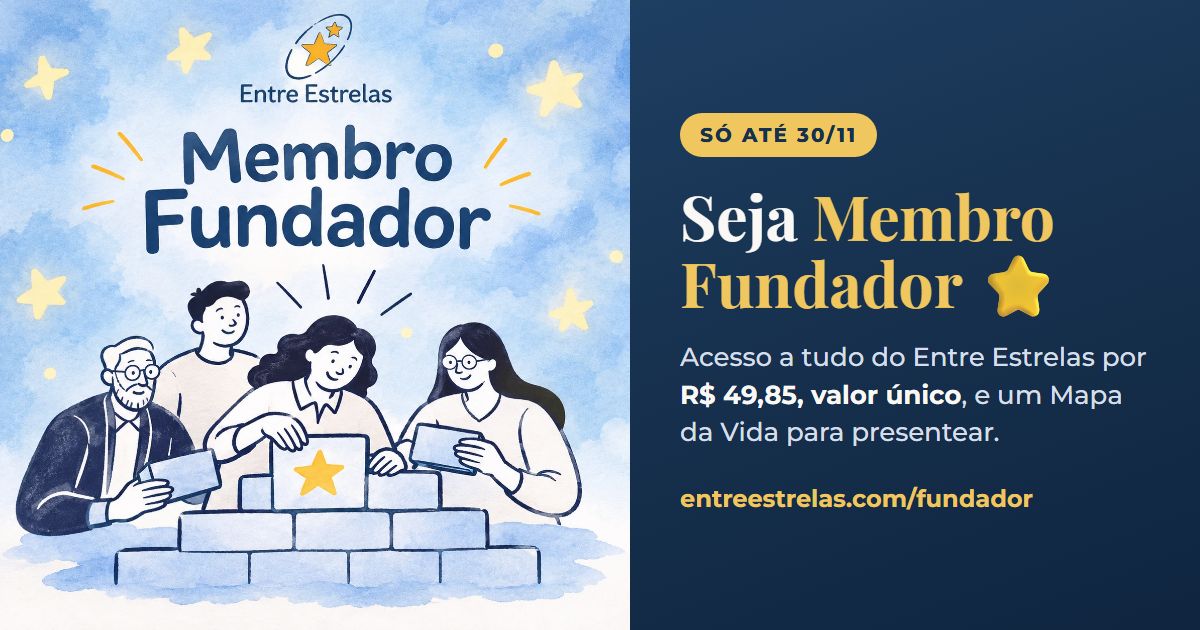 Entre Estrelas
Membro
Fundador
SÓ ATÉ 30/11
Seja Membro
Fundador
Acesso a tudo do Entre Estrelas por
R$ 49,85, valor único, e um Mapa
da Vida para presentear.
entreestrelas.com/fundador